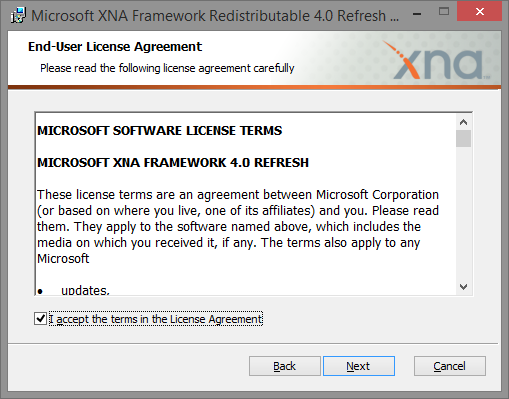 Microsoft XNA Framework Redistributable 4.0 Refresh ...
End-User License Agreement
Please read the following license agreement carefully
xna
MICROSOFT SOFTWARE LICENSE TERMS
MICROSOFT XNA FRAMEWORK 4.0 REFRESH
These license terms are an agreement between Microsoft Corporation
(or based on where you live, one of its affiliates) and you. Please read
them. They apply to the software named above, which includes the
media on which you received it, if any. The terms also apply to any
Microsoft
• updates,
I accept the terms in the License Agreement
Back Next Cancel